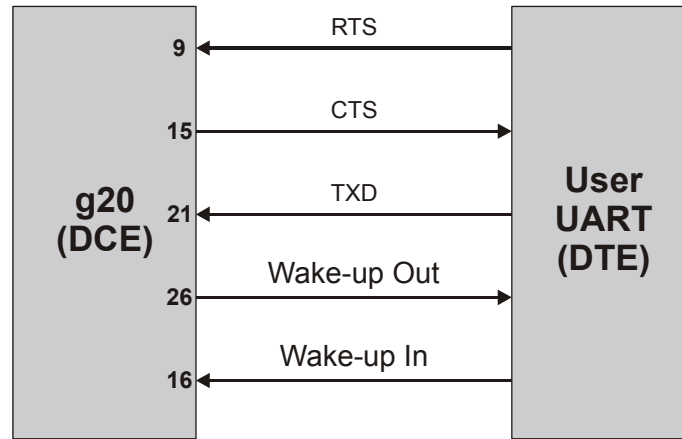 RTS
9
CTS
15
g20
(DCE)
TXD
21
User
UART
(DTE)
Wake-up Out
26
Wake-up In
16